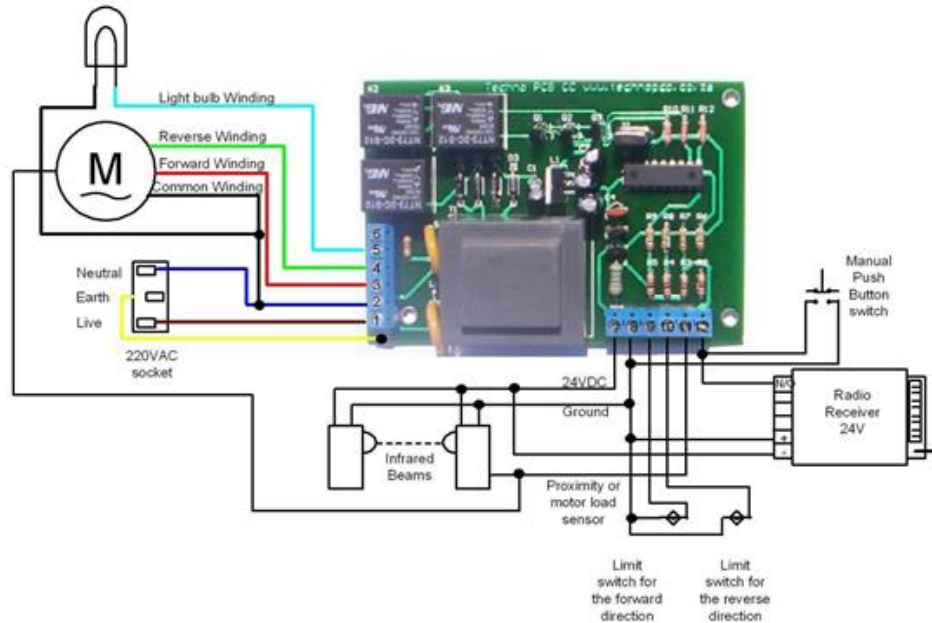 Light bulb Winding
Reverse Winding
Forward Winding
Common Winding
M
Neutral
Earth
Live
220VAC
socket
Techno PCB CC www.technopcb.co.za
R10 R11 R12
6
5
4
3
2
1
7 8 9 10 11 12
Manual
Push
Button
switch
24VDC
Ground
N/O
+
-
Radio
Receiver
24V
Infrared
Beams
Proximity or
motor load
sensor
Limit
switch for
the forward
direction
Limit
switch for
the reverse
direction